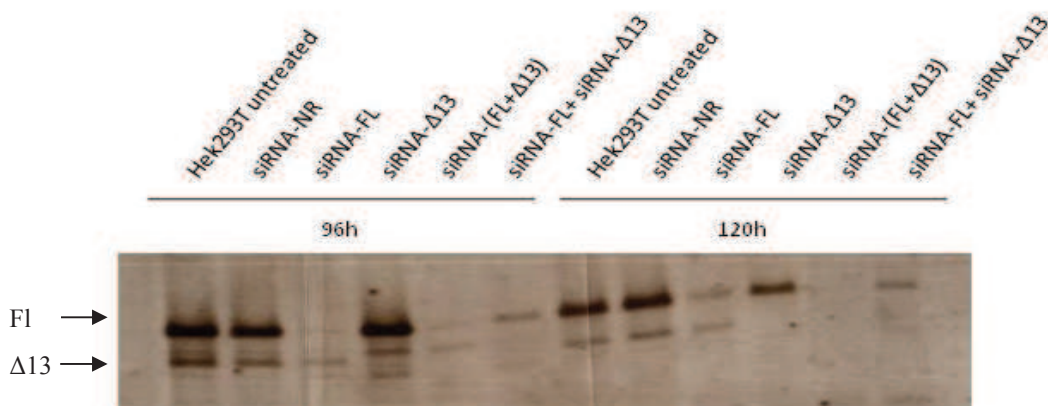 Hek293T untreated
siRNA-NR
siRNA-FL
siRNA-Δ13
siRNA-(FL+Δ13)
siRNA-FL+ siRNA-Δ13
Hek293T untreated
siRNA-NR
siRNA-FL
siRNA-Δ13
siRNA-(FL+Δ13)
siRNA-FL+ siRNA-Δ13
96h
120h
Fl
Δ13